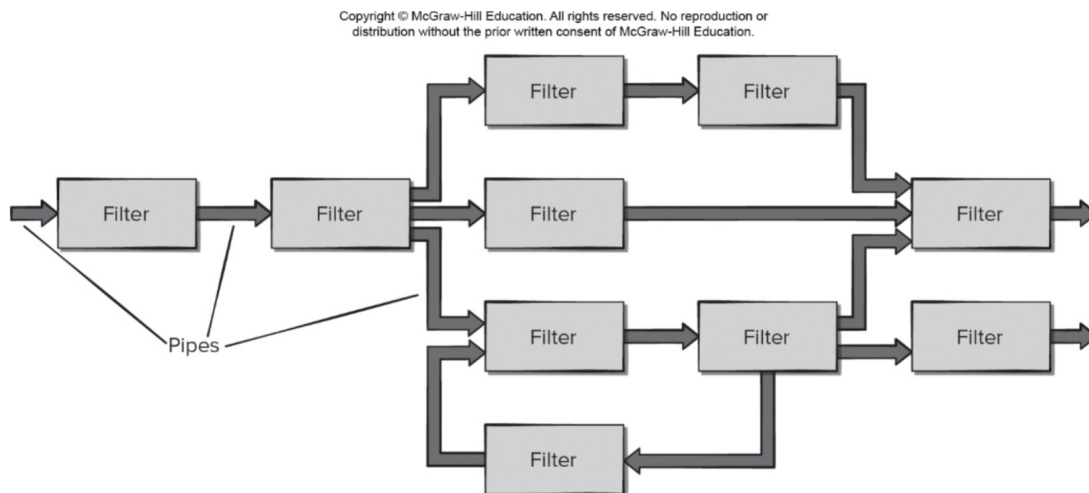 Copyright © McGraw-Hill Education. All rights reserved. No reproduction or
distribution without the prior written consent of McGraw-Hill Education.
Filter
Filter
Filter
Filter
Filter
Filter
Pipes
Filter
Filter
Filter
Filter